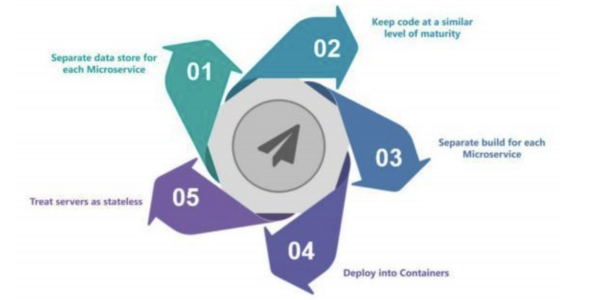 01
Separate data store for
each Microservice
02
Keep code at a similar
level of maturity
03
Separate build for each
Microservice
04
Deploy into Containers
05
Treat servers as stateless